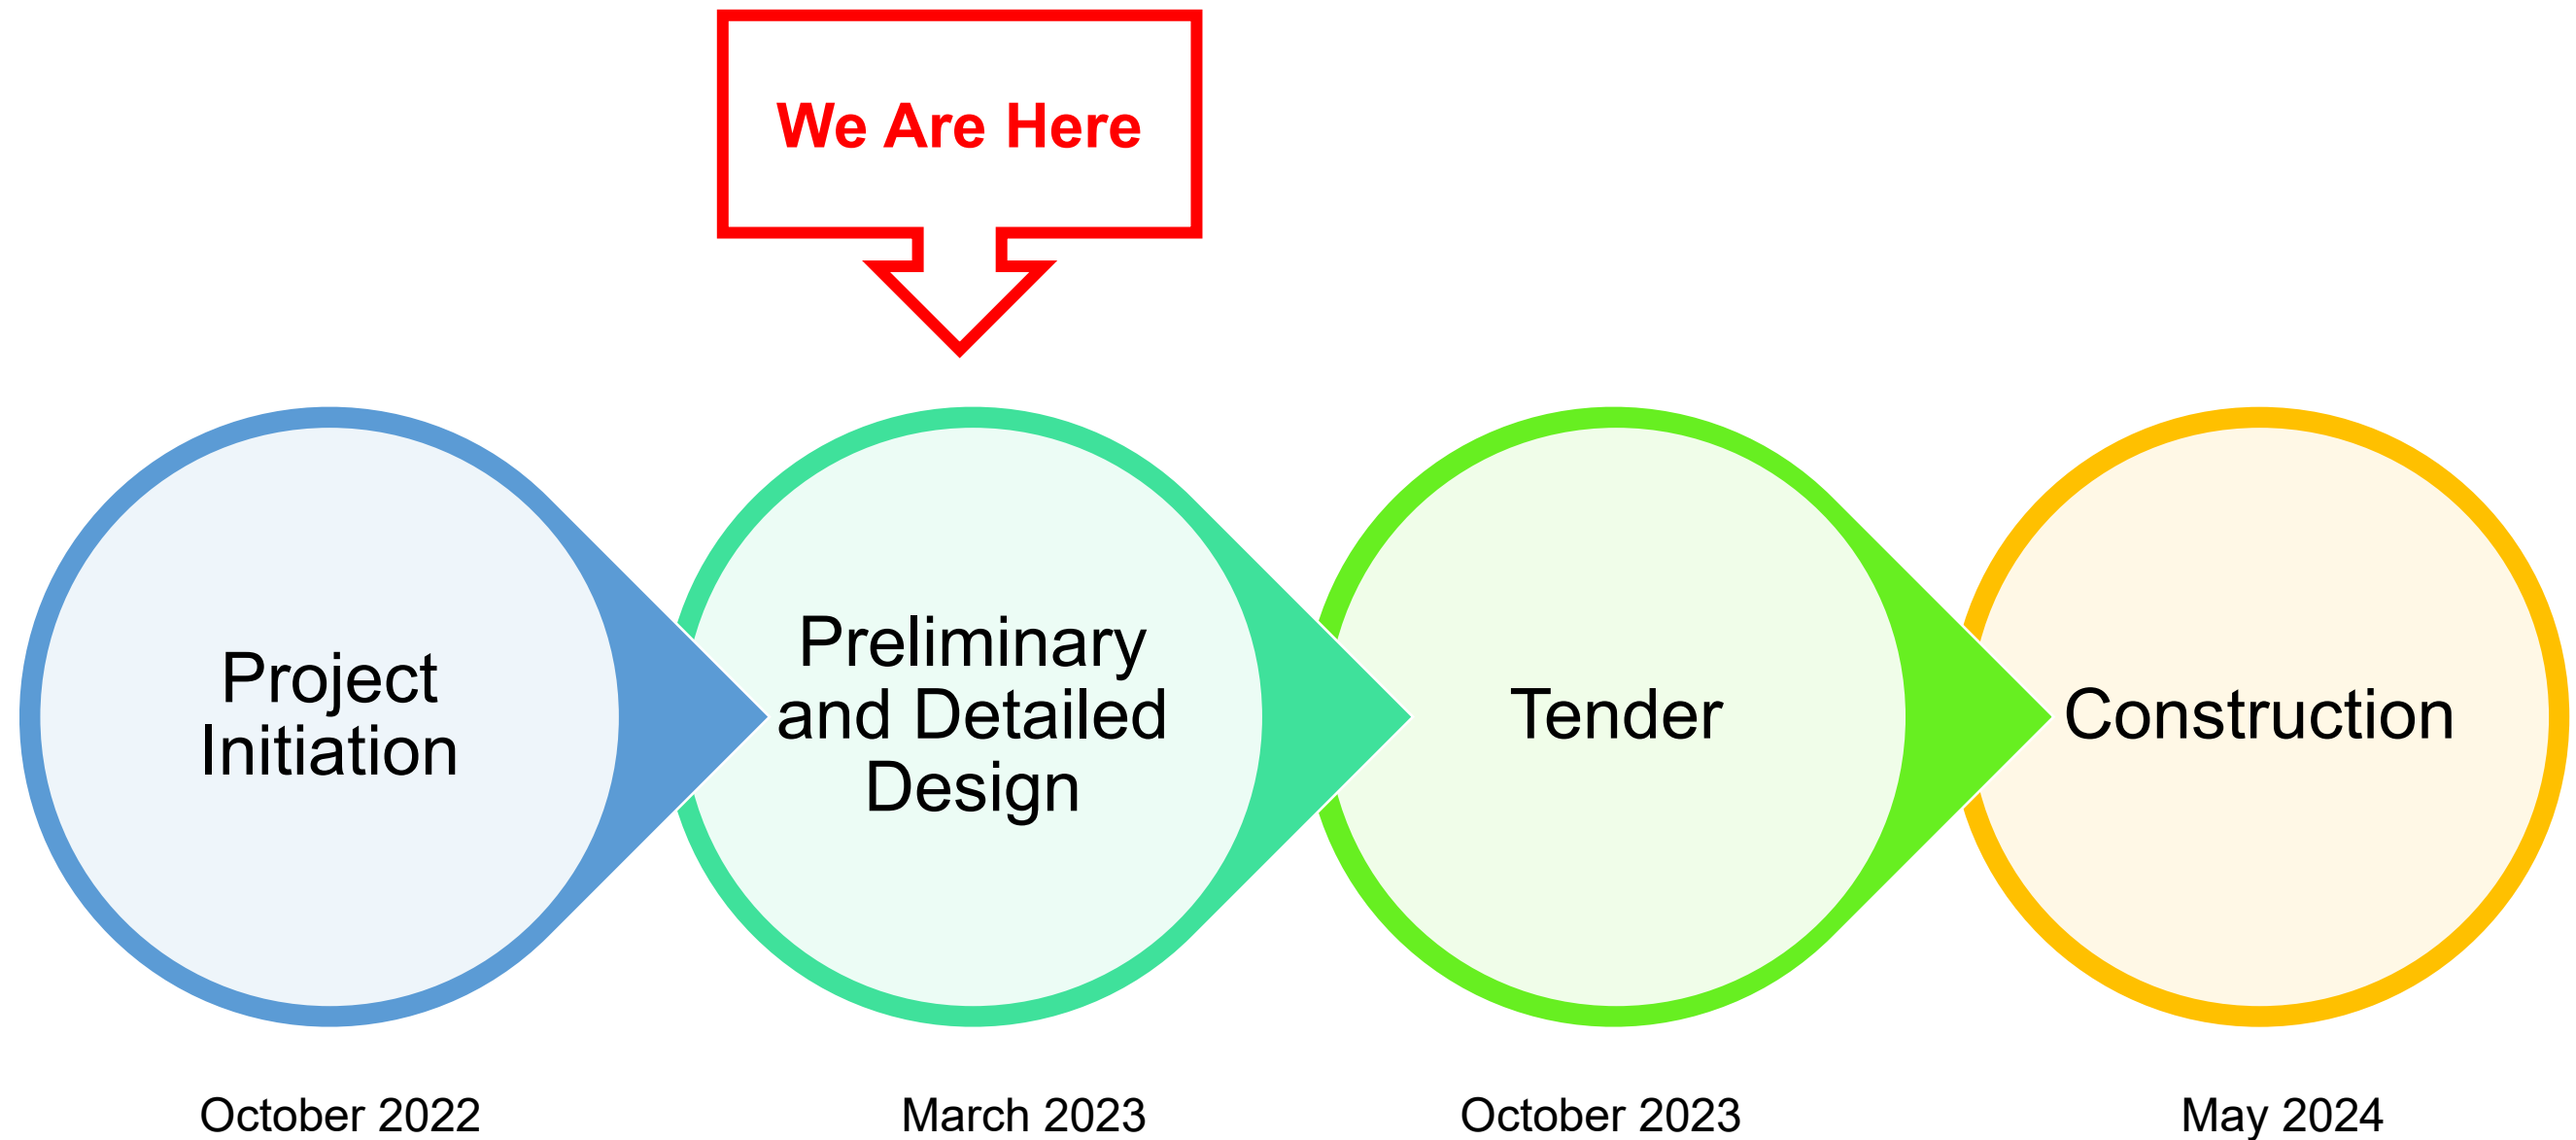 We Are Here
Project
Initiation
Preliminary
and Detailed
Design
Tender
Construction
October 2022
March 2023
October 2023
May 2024